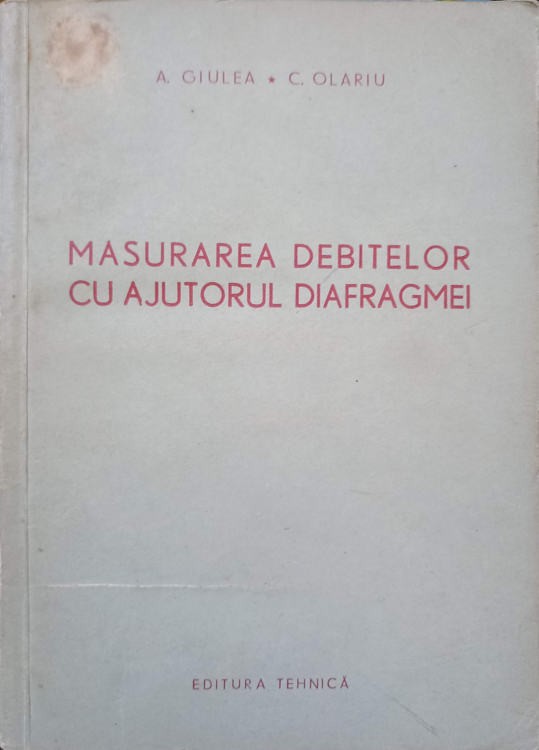 A. GIULEA ★ C. OLARIU
MASURAREA DEBITELOR
CU AJUTORUL DIAFRAGMEI
EDITURA TEHNICĂ